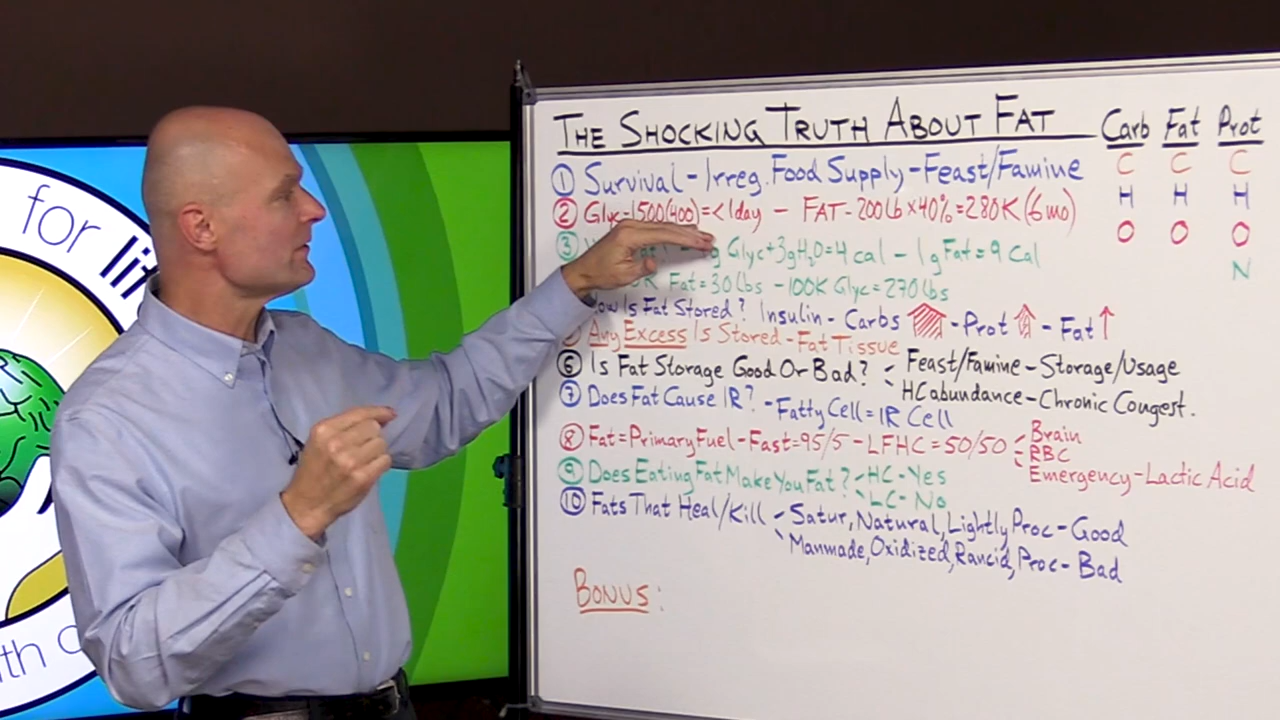 for life
THE SHOCKING TRUTH ABOUT FAT
Carb Fat Prot
C C C
H H H
O O O
N
① Survival - Irreg. Food Supply - Feast/Famine
② Glyc - 1500(400) = <1 day - FAT - 200 lb x 40% = 280K (6 mo)
③ g Glyc + 3g H₂O = 4 cal - 1g Fat = 9 Cal
Fat = 30 lbs - 100K Glyc = 270 lbs
Is Fat Stored? Insulin - Carbs - Prot - Fat ↑
Any Excess Is Stored - Fat Tissue
⑥ Is Fat Storage Good Or Bad? Feast/Famine - Storage/Usage
HC abundance - Chronic Congest.
⑦ Does Fat Cause IR? - Fatty Cell = IR Cell
⑧ Fat = Primary Fuel - Fast = 95/5 - LFHC = 50/50 Brain
RBC
Emergency - Lactic Acid
⑨ Does Eating Fat Make You Fat? HC - Yes
LC - No
⑩ Fats That Heal/Kill - Satur, Natural, Lightly Proc - Good
Manmade, Oxidized, Rancid, Proc - Bad
BONUS: